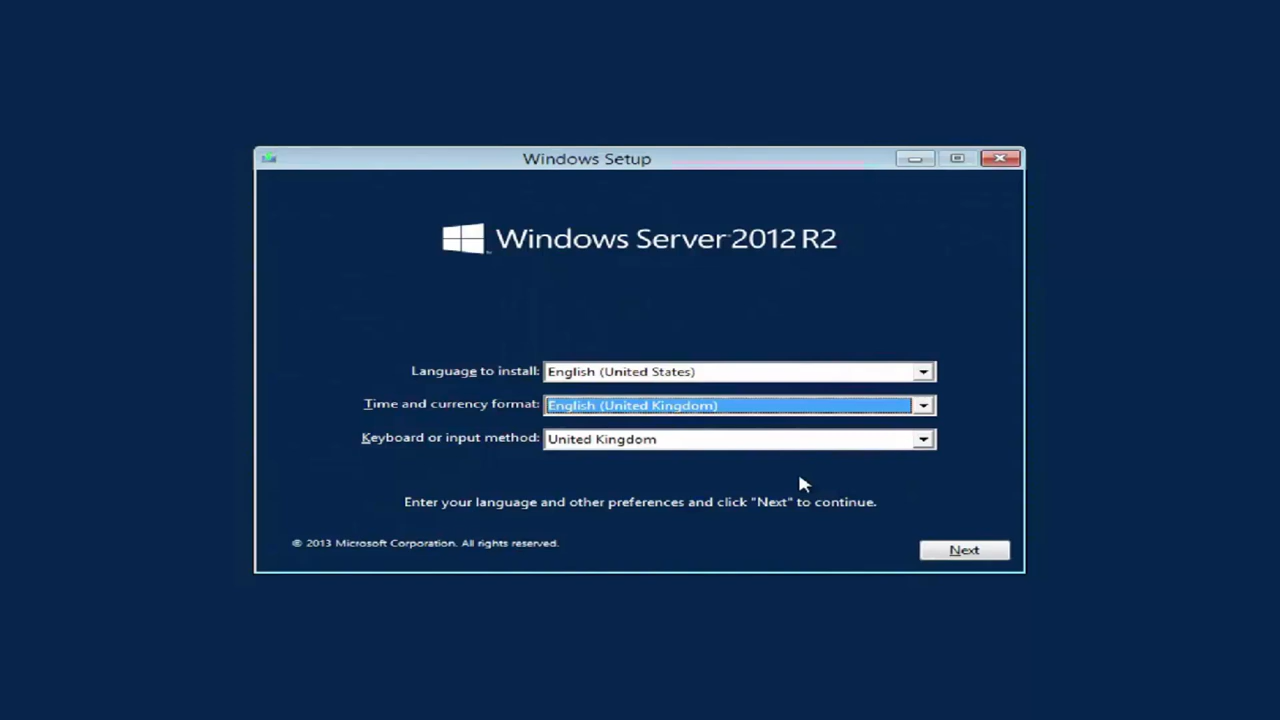 Windows Setup
Windows Server 2012 R2
Language to install: English (United States)
Time and currency format: English (United Kingdom)
Keyboard or input method: United Kingdom
Enter your language and other preferences and click "Next" to continue.
© 2013 Microsoft Corporation. All rights reserved.
Next